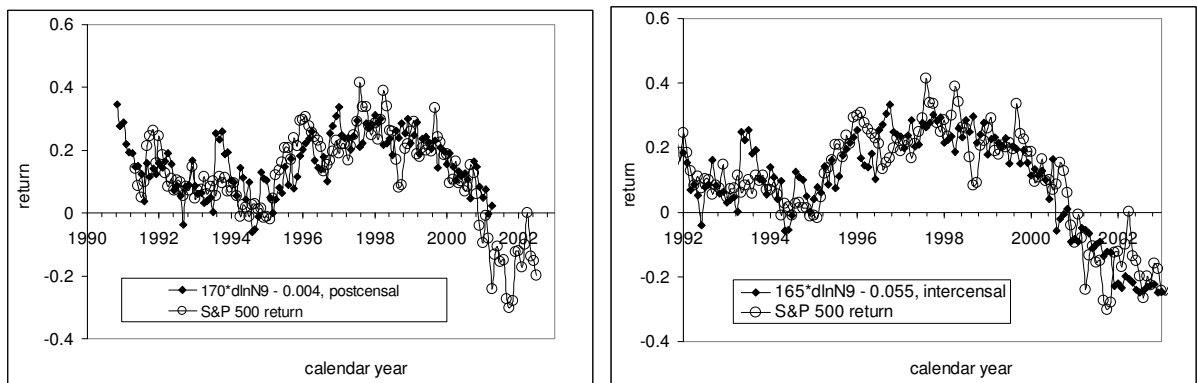 0.6
0.4
0.2
0
-0.2
-0.4
return
1990 1992 1994 1996 1998 2000 2002
170*dlnN9 - 0.004, postcensal
S&P 500 return
calendar year
0.6
0.4
0.2
0
-0.2
-0.4
return
1992 1994 1996 1998 2000 2002
165*dlnN9 - 0.055, intercensal
S&P 500 return
calendar year